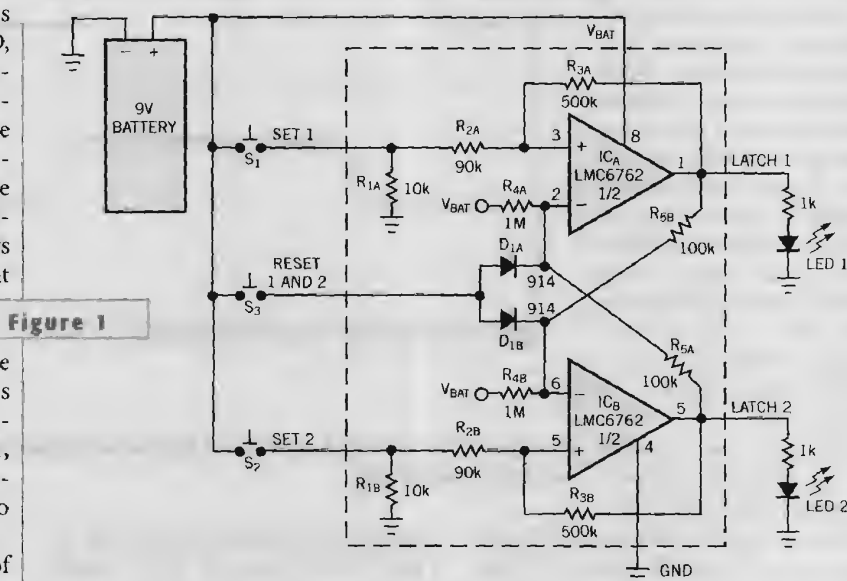 s
o,
-
-
e
-
e
-
s
t
Figure 1
e
s
-
,
-
o
of
- +
9V
BATTERY
VBAT
R3A
500k
R2A
90k
3
+
8
ICA
LMC6762
1/2
1
LATCH 1
S1
SET 1
R1A
10k
R4A
1M
VBAT
2
−
R5B
100k
1k
LED 1
D1A
914
RESET
1 AND 2
S3
914
D1B
R5A
100k
VBAT
R4B
1M
6
−
ICB
LMC6762
1/2
5
LATCH 2
S2
SET 2
R2B
90k
5
+
4
R1B
10k
R3B
500k
1k
LED 2
GND